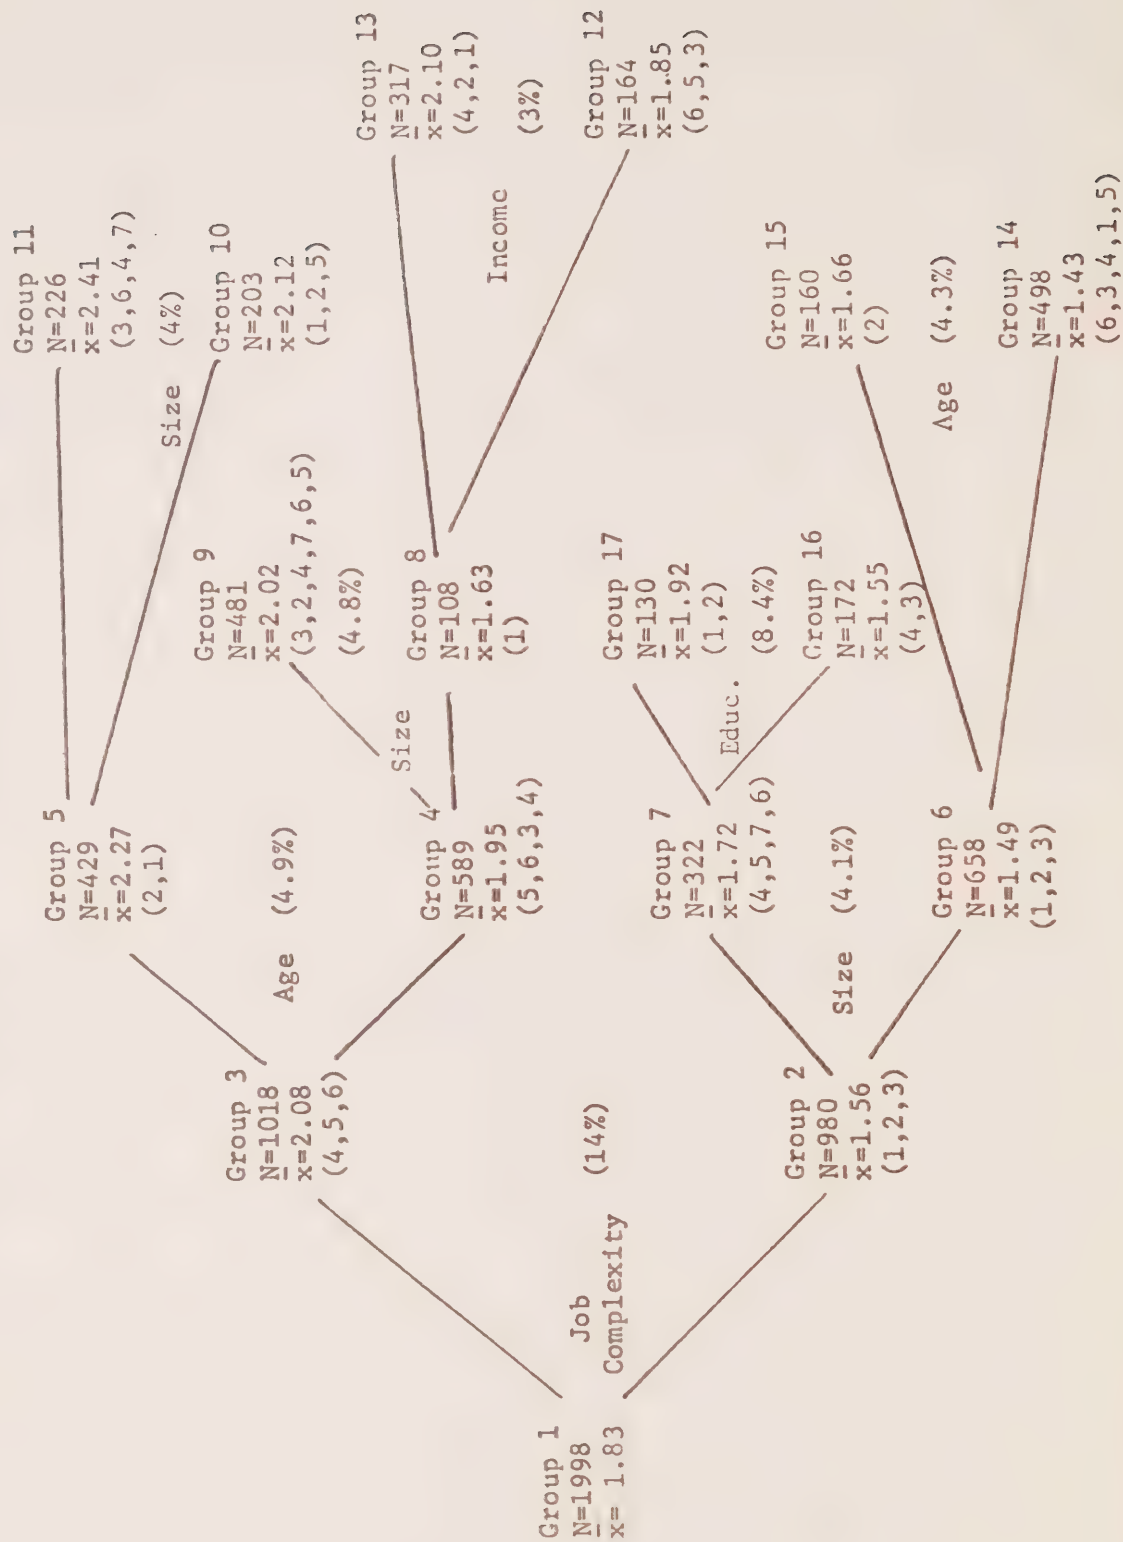 Group 1
N=1998
x= 1.83
Job
Complexity
(14%)
Group 3
N=1018
x=2.08
(4,5,6)
Group 2
N=980
x=1.56
(1,2,3)
Age (4.9%)
Size (4.1%)
Group 5
N=429
x=2.27
(2,1)
Group 4
N=589
x=1.95
(5,6,3,4)
Group 7
N=322
x=1.72
(4,5,7,6)
Group 6
N=658
x=1.49
(1,2,3)
Size
Educ.
Group 9
N=481
x=2.02
(3,2,4,7,6,5)
(4.8%)
Group 8
N=108
x=1.63
(1)
Group 17
N=130
x=1.92
(1,2)
(8.4%)
Group 16
N=172
x=1.55
(4,3)
Size
Income
Age (4.3%)
Group 11
N=226
x=2.41
(3,6,4,7)
(4%)
Group 10
N=203
x=2.12
(1,2,5)
Group 15
N=160
x=1.66
(2)
Group 14
N=498
x=1.43
(6,3,4,1,5)
Group 13
N=317
x=2.10
(4,2,1)
(3%)
Group 12
N=164
x=1.85
(6,5,3)